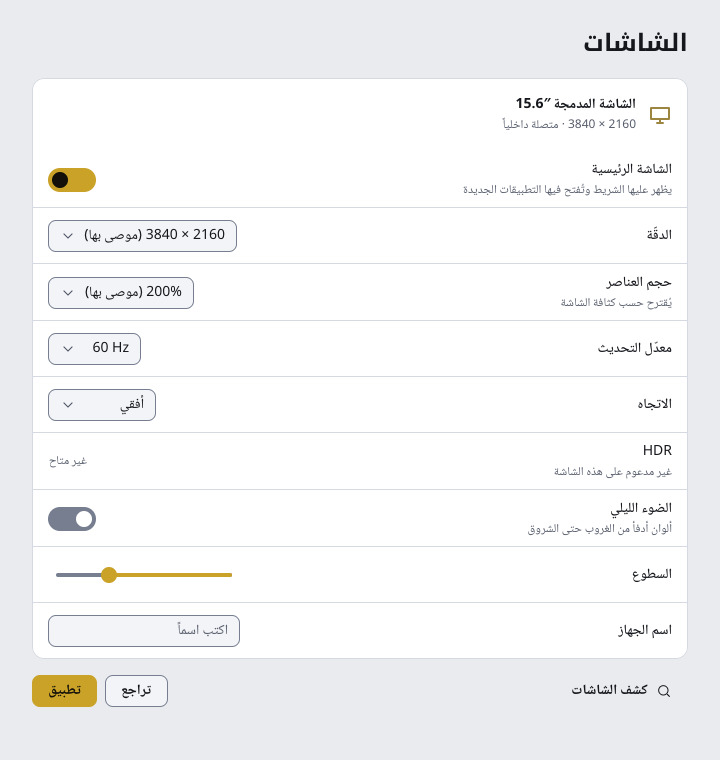 الشاشات
الشاشة المدمجة 15.6″
3840 × 2160 · متصلة داخلياً
الشاشة الرئيسية
يظهر عليها الشريط وتُفتح فيها التطبيقات الجديدة
الدقّة
3840 × 2160 (موصى بها)
حجم العناصر
يُقترح حسب كثافة الشاشة
200% (موصى بها)
معدّل التحديث
60 Hz
الاتجاه
أفقي
HDR
غير مدعوم على هذه الشاشة
غير متاح
الضوء الليلي
ألوان أدفأ من الغروب حتى الشروق
السطوع
اسم الجهاز
اكتب اسماً
كشف الشاشات
تراجع
تطبيق